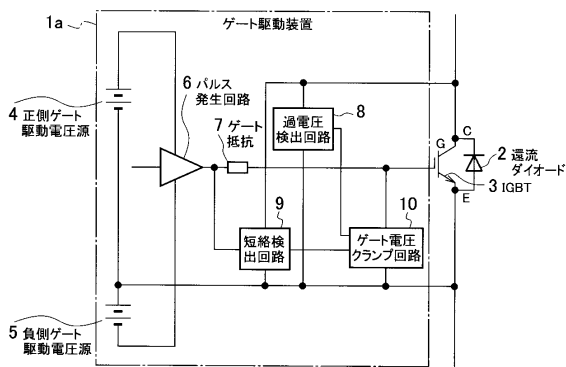 1a
ゲート駆動装置
6 パルス
発生回路
4 正側ゲート
駆動電圧源
7 ゲート
抵抗
過電圧
検出回路
8
C
G
2 還流
ダイオード
3 IGBT
E
9
短絡検
出回路
10
ゲート電圧
クランプ回路
5 負側ゲート
駆動電圧源